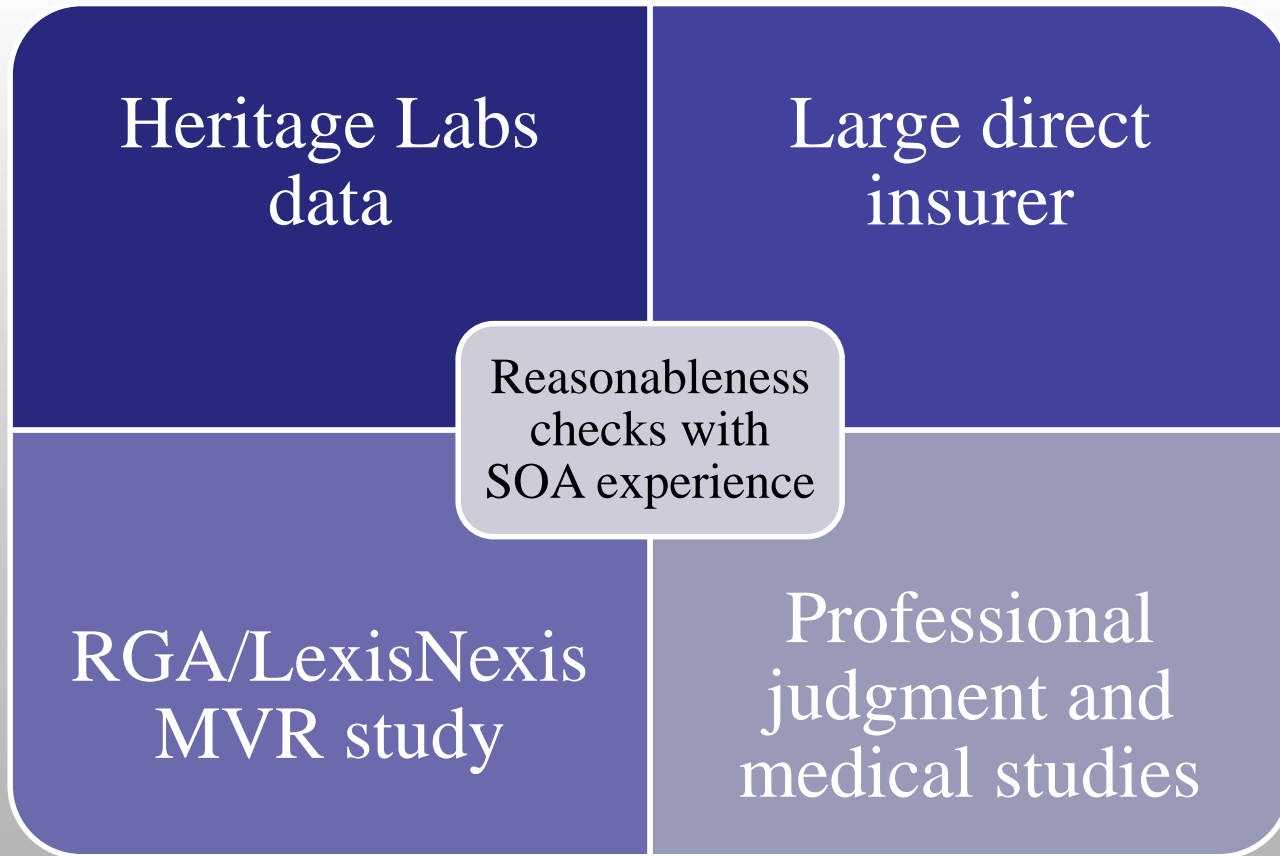 Heritage Labs
data
Large direct
insurer
Reasonableness
checks with
SOA experience
RGA/LexisNexis
MVR study
Professional
judgment and
medical studies